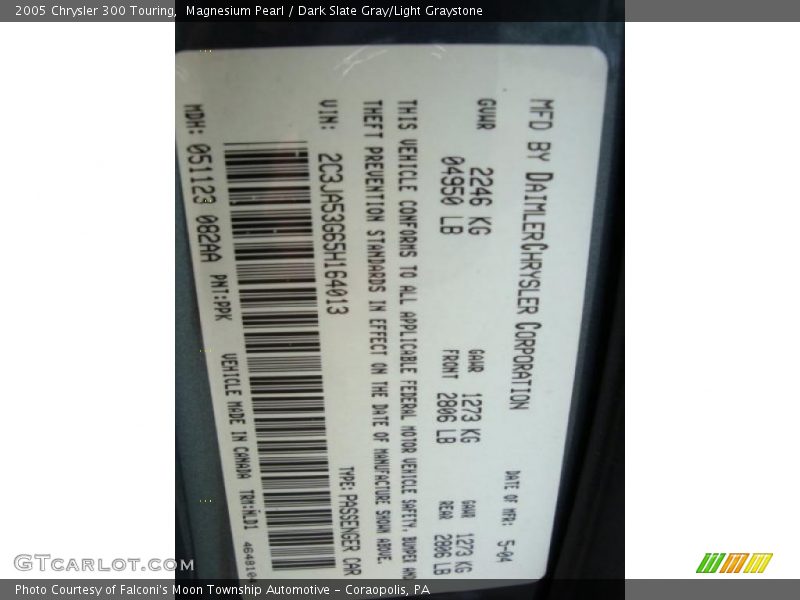 2005 Chrysler 300 Touring, Magnesium Pearl / Dark Slate Gray/Light Graystone
MFD BY DAIMLERCHRYSLER CORPORATION DATE OF MFR: 5-04
GVWR 2246 KG 04950 LB
GAWR FRONT 1273 KG 2806 LB
GAWR REAR 1273 KG 2806 LB
THIS VEHICLE CONFORMS TO ALL APPLICABLE FEDERAL MOTOR VEHICLE SAFETY, BUMPER AND
THEFT PREVENTION STANDARDS IN EFFECT ON THE DATE OF MANUFACTURE SHOWN ABOVE.
VIN: 2C3JA53G65H164013 TYPE: PASSENGER CAR
MDH: 051123 082AA PNT:PPK VEHICLE MADE IN CANADA
GTCarLot.com
Photo Courtesy of Falconi's Moon Township Automotive - Coraopolis, PA